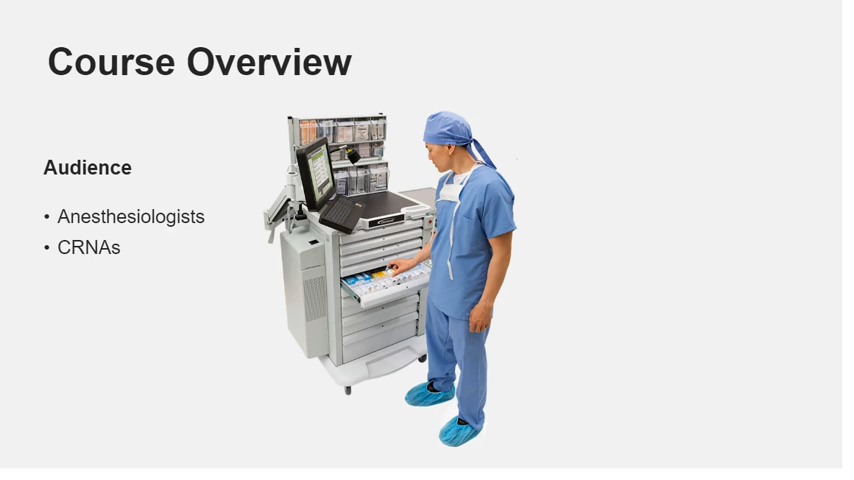 Course Overview
Audience
• Anesthesiologists
• CRNAs